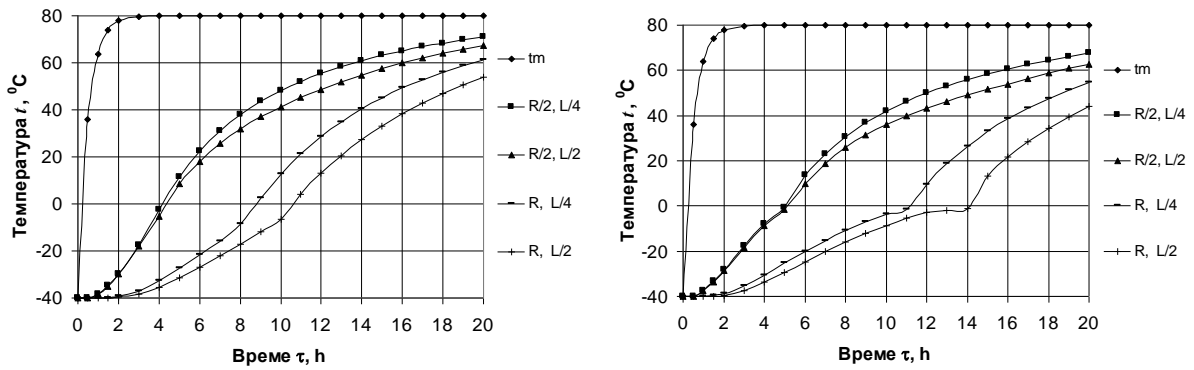 80
60
40
20
0
-20
-40
0 2 4 6 8 10 12 14 16 18 20
Температура t, ⁰C
Време τ, h
tm
R/2, L/4
R/2, L/2
R, L/4
R, L/2
80
60
40
20
0
-20
-40
0 2 4 6 8 10 12 14 16 18 20
Температура t, ⁰C
Време τ, h
tm
R/2, L/4
R/2, L/2
R, L/4
R, L/2